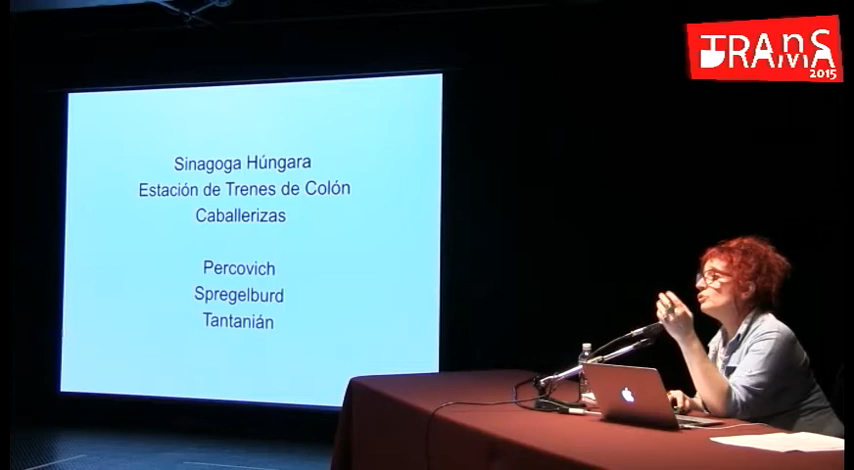 Sinagoga Húngara
Estación de Trenes de Colón
Caballerizas
Percovich
Spregelburd
Tantanián
TRANS
DRAMA
2015